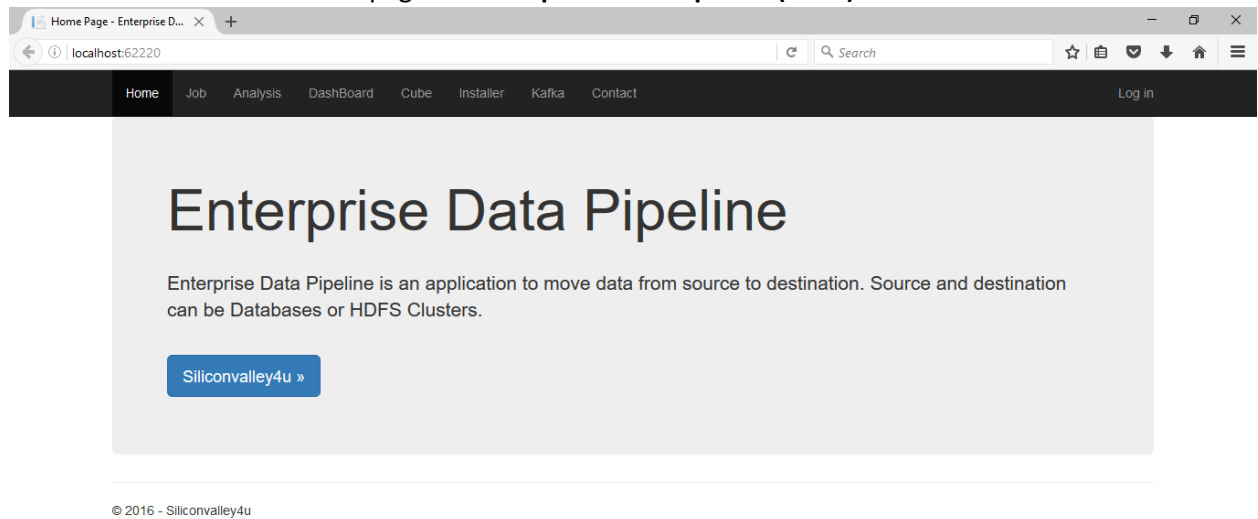 Home Page - Enterprise D...
localhost:62220
Search
Home Job Analysis DashBoard Cube Installer Kafka Contact Log in
Enterprise Data Pipeline
Enterprise Data Pipeline is an application to move data from source to destination. Source and destination
can be Databases or HDFS Clusters.
Siliconvalley4u »
© 2016 - Siliconvalley4u